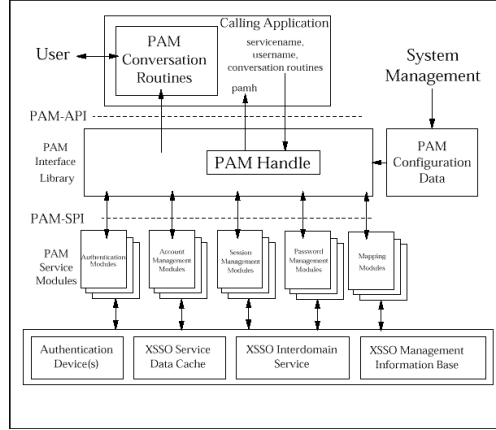 Calling Application
User
PAM
Conversation
Routines
servicename,
username,
conversation routines
pamh
System
Management
PAM-API
PAM
Interface
Library
PAM Handle
PAM
Configuration
Data
PAM-SPI
PAM
Service
Modules
Authentication
Modules
Account
Management
Modules
Session
Management
Modules
Password
Management
Modules
Mapping
Modules
Authentication
Device(s)
XSSO Service
Data Cache
XSSO Interdomain
Service
XSSO Management
Information Base